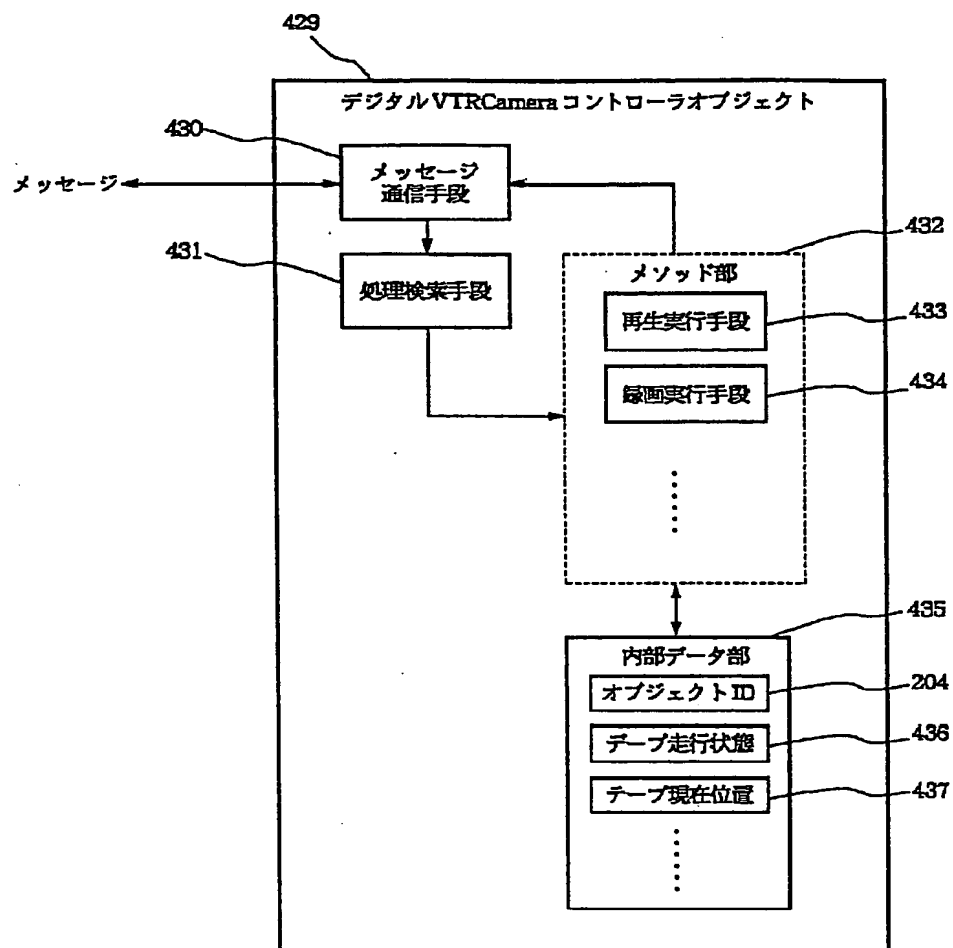 429
デジタルVTRCameraコントローラオブジェクト
430
メッセージ
メッセージ
通信手段
431
処理検索手段
432
メソッド部
再生実行手段
433
録画実行手段
434
435
内部データ部
オブジェクトID
204
テープ走行状態
436
テープ現在位置
437